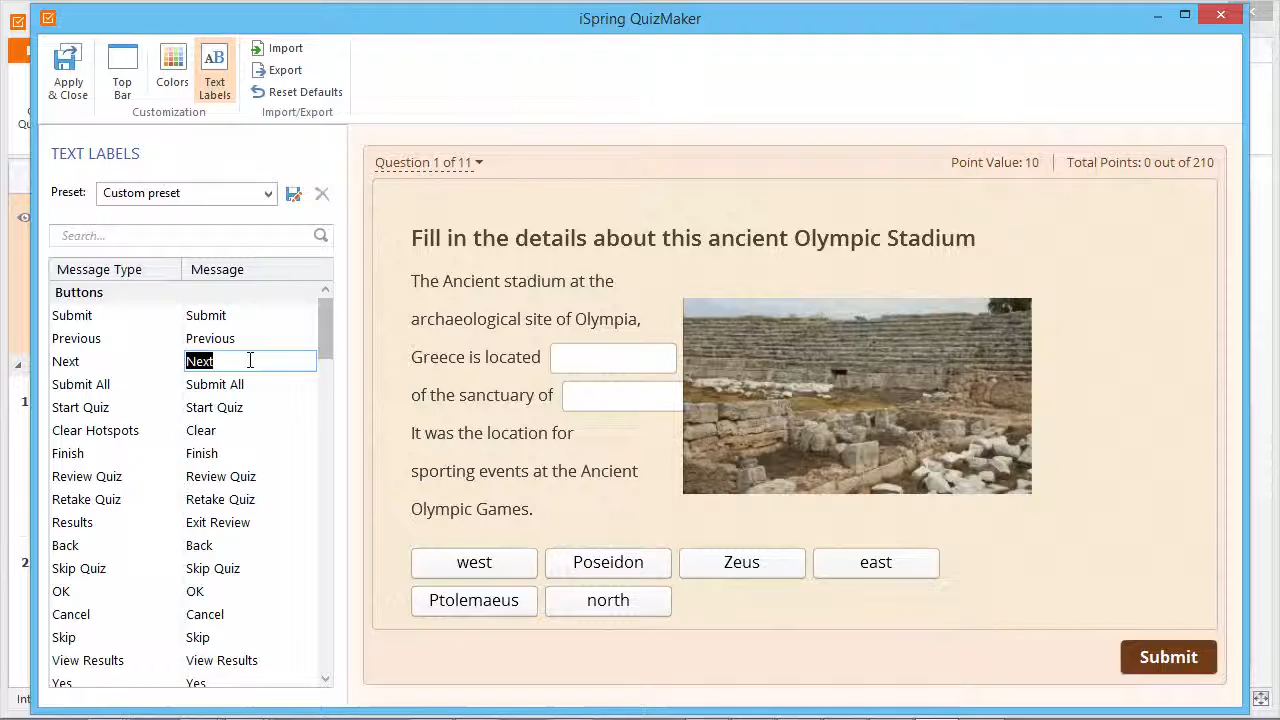 iSpring QuizMaker
Apply & Close
Top Bar
Colors
AB
Text Labels
Import
Export
Reset Defaults
Customization
Import/Export
Qu
TEXT LABELS
Preset: Custom preset
Search...
Message Type Message
Buttons
Submit Submit
Previous Previous
Next Next
Submit All Submit All
Start Quiz Start Quiz
Clear Hotspots Clear
Finish Finish
Review Quiz Review Quiz
Retake Quiz Retake Quiz
Results Exit Review
Back Back
Skip Quiz Skip Quiz
OK OK
Cancel Cancel
Skip Skip
View Results View Results
Yes Yes
1
2
Int
Question 1 of 11
Point Value: 10 Total Points: 0 out of 210
Fill in the details about this ancient Olympic Stadium
The Ancient stadium at the
archaeological site of Olympia,
Greece is located
of the sanctuary of
It was the location for
sporting events at the Ancient
Olympic Games.
west Poseidon Zeus east
Ptolemaeus north
Submit